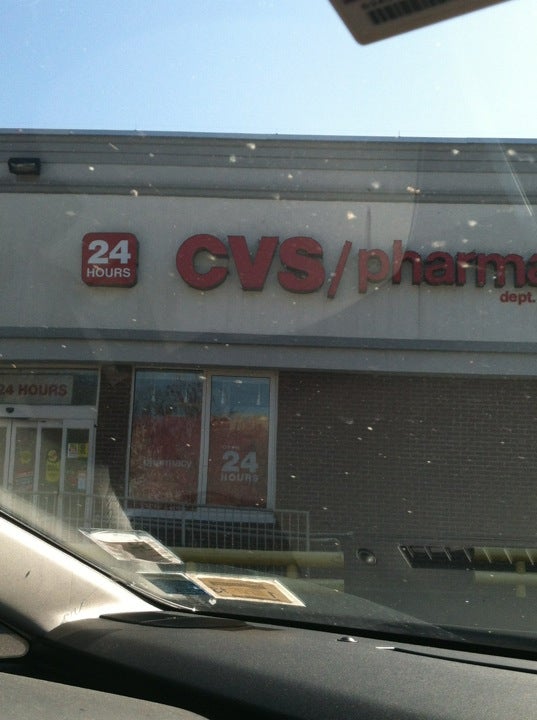 24
HOURS
CVS/pharma
dept.
24 HOURS
pharmacy
24
HOURS